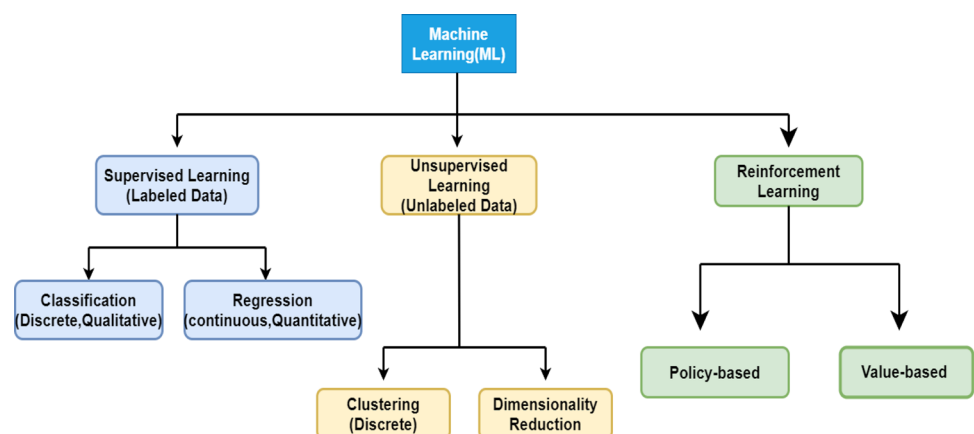 Machine
Learning(ML)
Supervised Learning
(Labeled Data)
Unsupervised
Learning
(Unlabeled Data)
Reinforcement
Learning
Classification
(Discrete,Qualitative)
Regression
(continuous,Quantitative)
Clustering
(Discrete)
Dimensionality
Reduction
Policy-based
Value-based